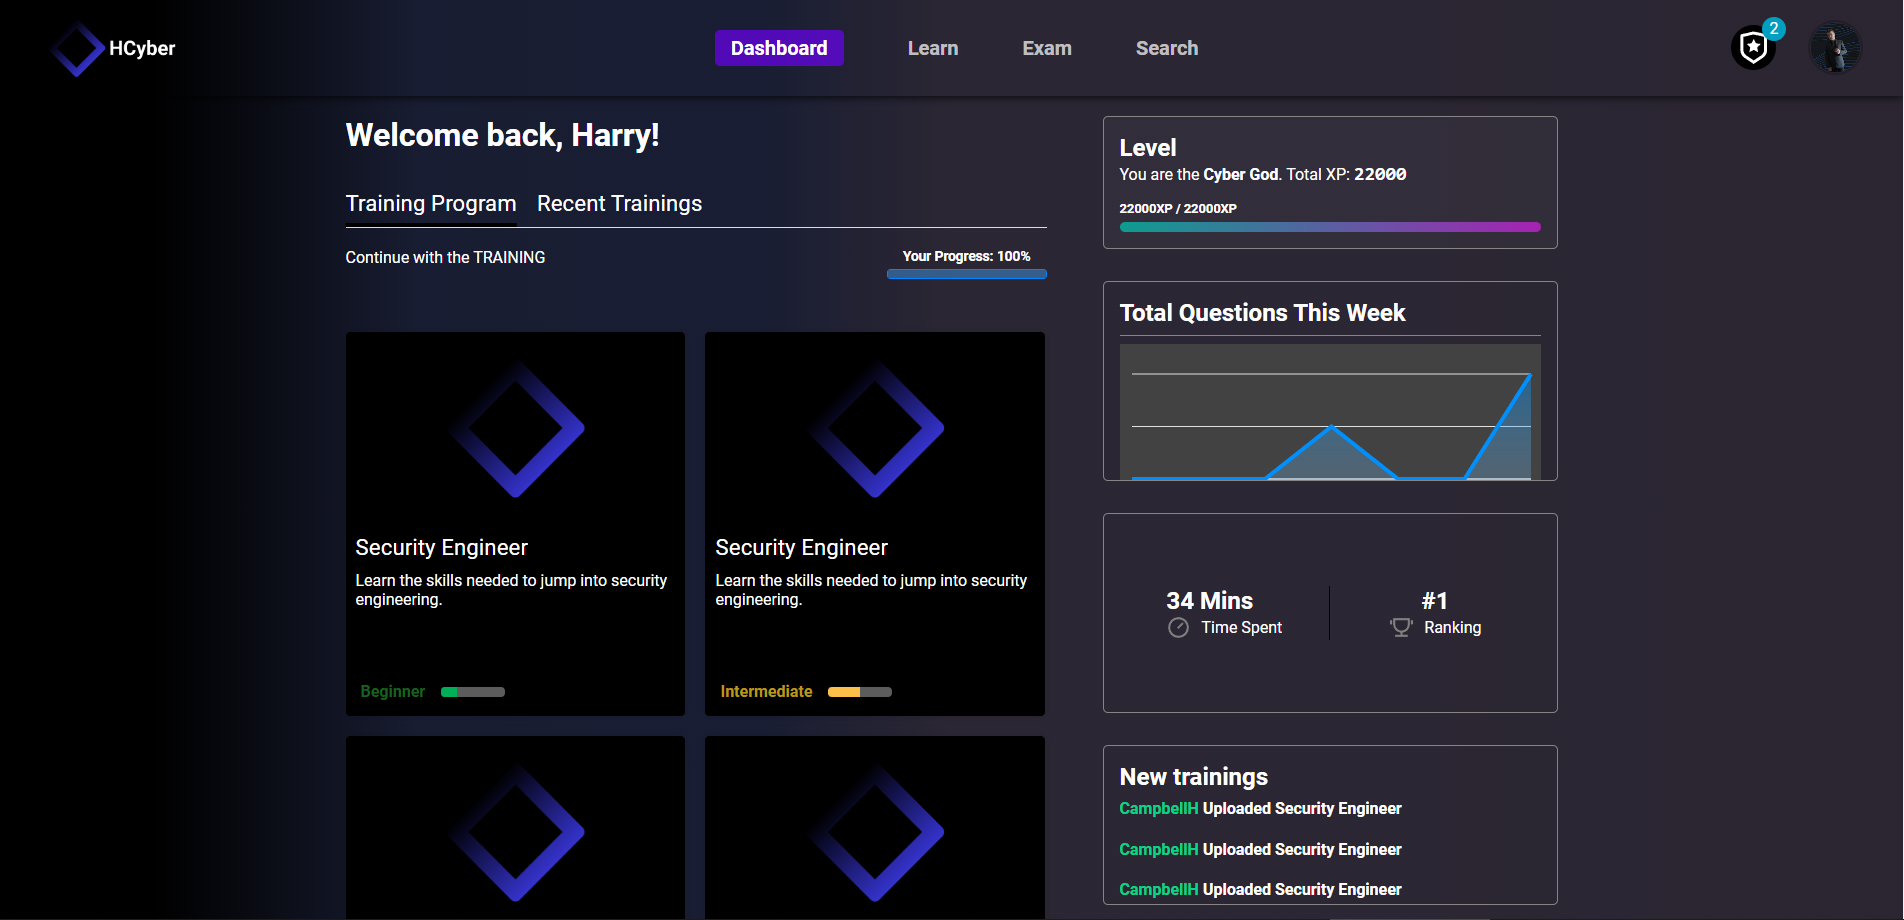 HCyber
Dashboard
Learn
Exam
Search
2
Welcome back, Harry!
Training Program
Recent Trainings
Continue with the TRAINING
Your Progress: 100%
Security Engineer
Learn the skills needed to jump into security
engineering.
Beginner
Security Engineer
Learn the skills needed to jump into security
engineering.
Intermediate
Level
You are the Cyber God. Total XP: 22000
22000XP / 22000XP
Total Questions This Week
34 Mins
Time Spent
#1
Ranking
New trainings
CampbellH Uploaded Security Engineer
CampbellH Uploaded Security Engineer
CampbellH Uploaded Security Engineer